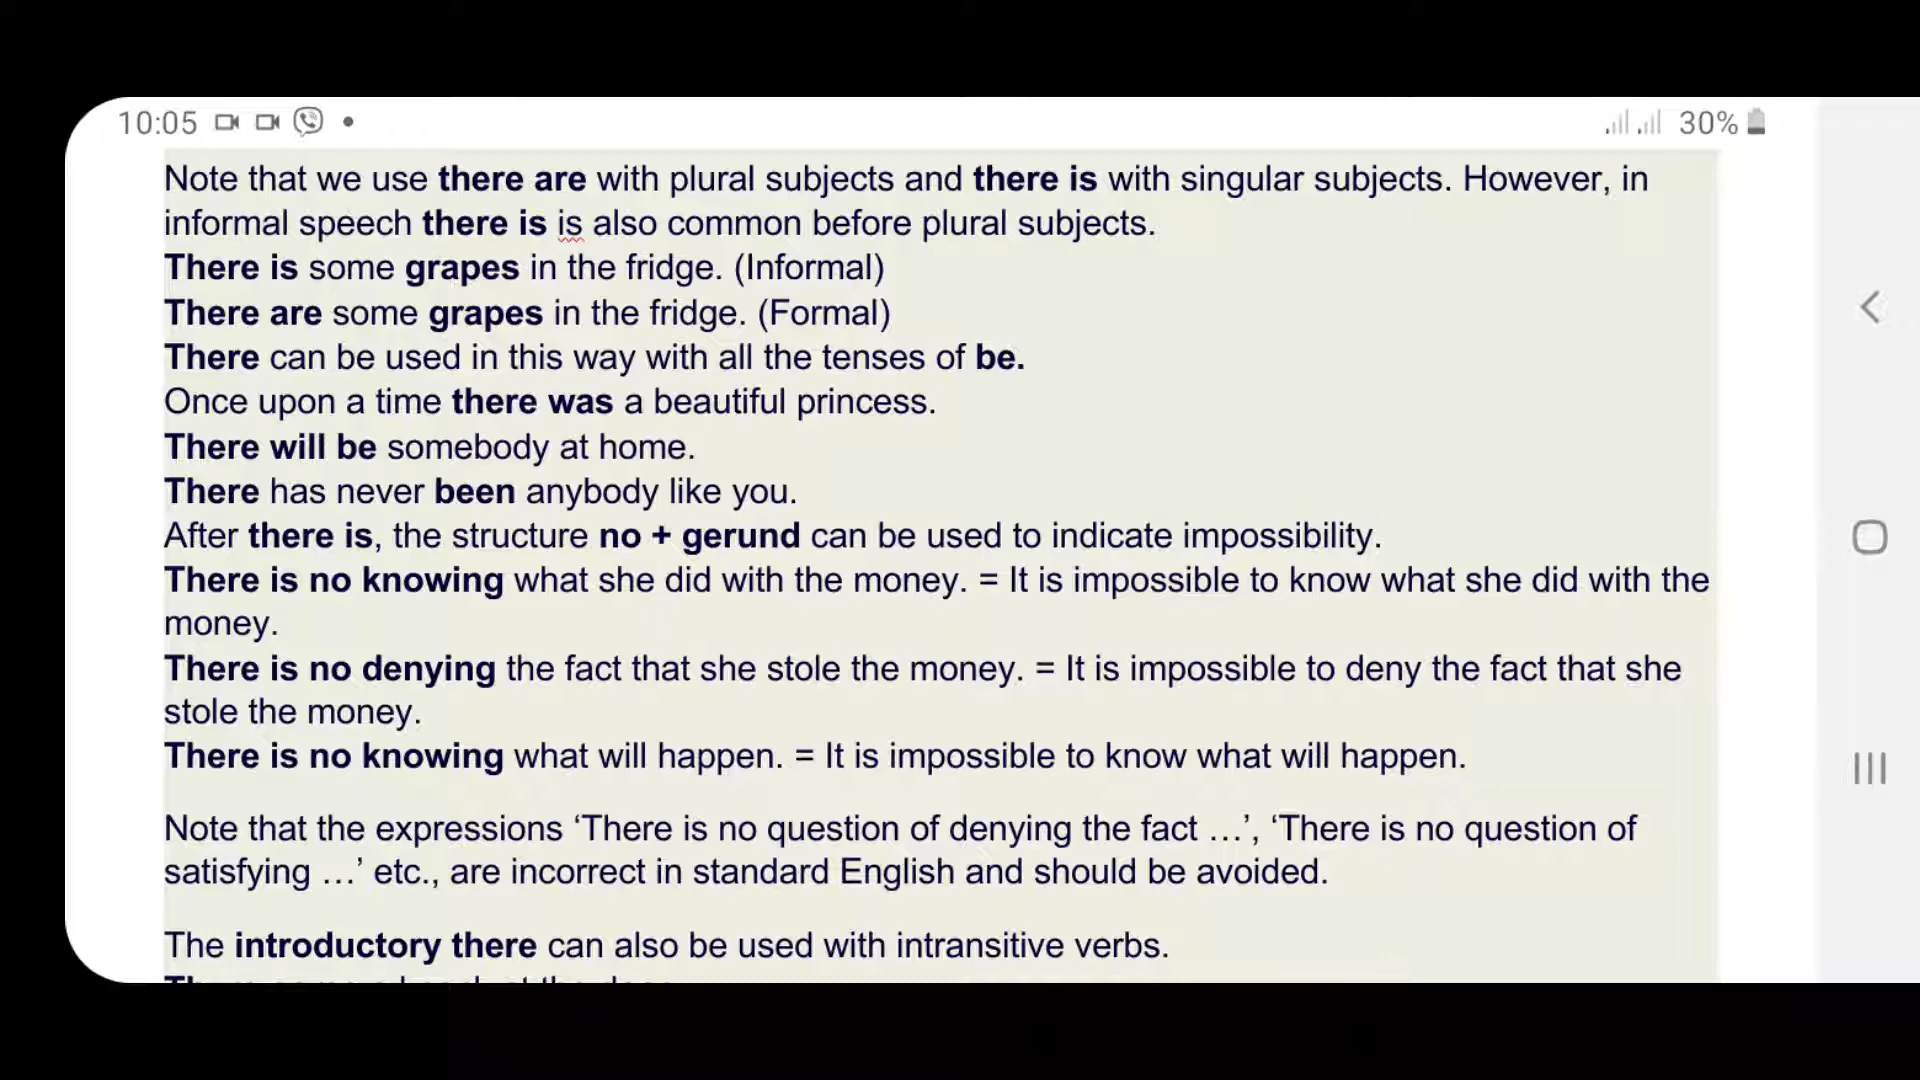 10:05
30%
Note that we use there are with plural subjects and there is with singular subjects. However, in
informal speech there is is also common before plural subjects.
There is some grapes in the fridge. (Informal)
There are some grapes in the fridge. (Formal)
There can be used in this way with all the tenses of be.
Once upon a time there was a beautiful princess.
There will be somebody at home.
There has never been anybody like you.
After there is, the structure no + gerund can be used to indicate impossibility.
There is no knowing what she did with the money. = It is impossible to know what she did with the
money.
There is no denying the fact that she stole the money. = It is impossible to deny the fact that she
stole the money.
There is no knowing what will happen. = It is impossible to know what will happen.
Note that the expressions ‘There is no question of denying the fact …’, ‘There is no question of
satisfying …’ etc., are incorrect in standard English and should be avoided.
The introductory there can also be used with intransitive verbs.